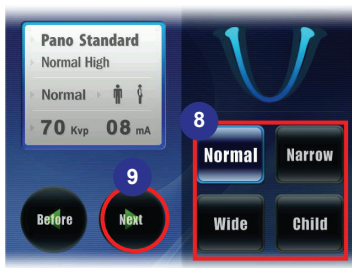 Pano Standard
Normal High
Normal
70 Kvp 08 mA
8
Normal Narrow
9
Before Next
Wide Child